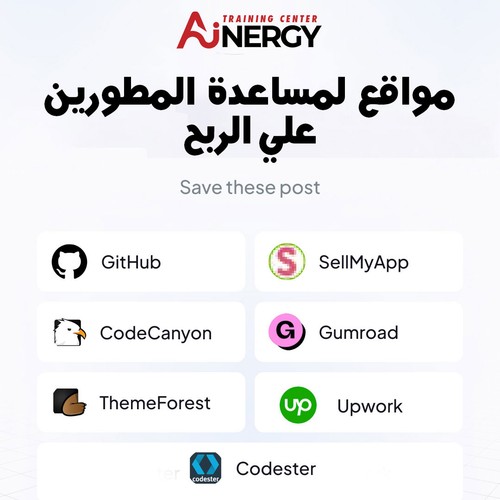 TRAINING CENTER
AiNERGY
مواقع لمساعدة المطورين
علي الربح
Save these post
GitHub
S SellMyApp
CodeCanyon
G Gumroad
ThemeForest
up Upwork
codester Codester